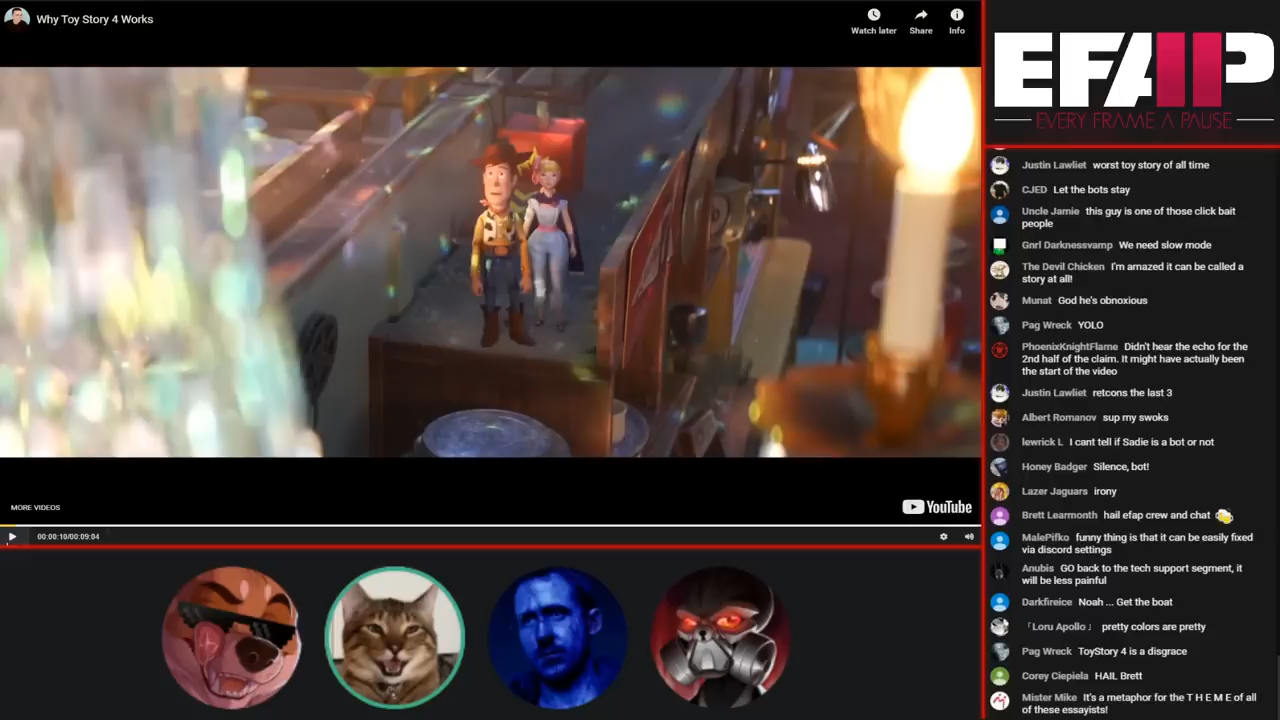 Why Toy Story 4 Works
Watch later
Share
Info
MORE VIDEOS
YouTube
00:00:10/00:09:04
EFAP
EVERY FRAME A PAUSE
Justin Lawliet worst toy story of all time
CJED Let the bots stay
Uncle Jamie this guy is one of those click bait
people
Gnrl Darknessvamp We need slow mode
The Devil Chicken I'm amazed it can be called a
story at all!
Munat God he's obnoxious
Pag Wreck YOLO
PhoenixKnightFlame Didn't hear the echo for the
2nd half of the claim. It might have actually been
the start of the video
Justin Lawliet retcons the last 3
Albert Romanov sup my swoks
lewrick L I cant tell if Sadie is a bot or not
Honey Badger Silence, bot!
Lazer Jaguars irony
Brett Learmonth hail efap crew and chat
MalePifko funny thing is that it can be easily fixed
via discord settings
Anubis GO back to the tech support segment, it
will be less painful
Darkfireice Noah ... Get the boat
「Loru Apollo」 pretty colors are pretty
Pag Wreck ToyStory 4 is a disgrace
Corey Ciepiela HAIL Brett
Mister Mike It's a metaphor for the T H E M E of all
of these essayists!